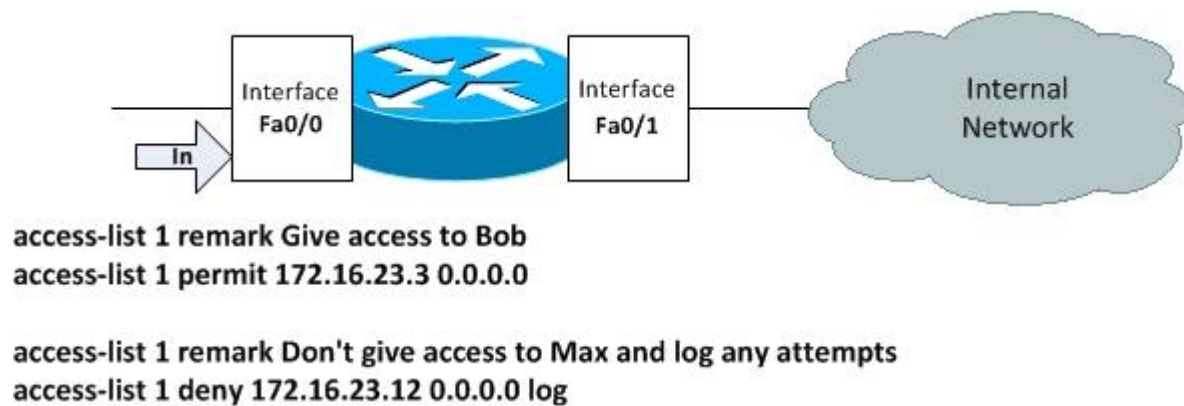 Interface
Fa0/0
Interface
Fa0/1
Internal
Network
In
access-list 1 remark Give access to Bob
access-list 1 permit 172.16.23.3 0.0.0.0
access-list 1 remark Don't give access to Max and log any attempts
access-list 1 deny 172.16.23.12 0.0.0.0 log